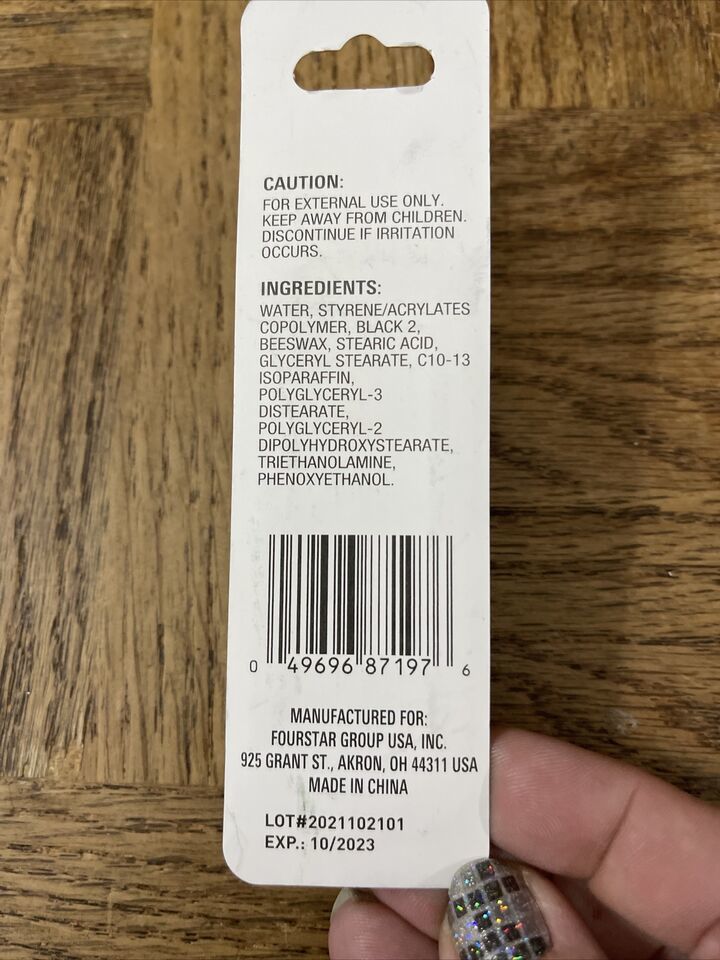 CAUTION:
FOR EXTERNAL USE ONLY.
KEEP AWAY FROM CHILDREN.
DISCONTINUE IF IRRITATION
OCCURS.
INGREDIENTS:
WATER, STYRENE/ACRYLATES
COPOLYMER, BLACK 2,
BEESWAX, STEARIC ACID,
GLYCERYL STEARATE, C10-13
ISOPARAFFIN,
POLYGLYCERYL-3
DISTEARATE,
POLYGLYCERYL-2
DIPOLYHYDROXYSTEARATE,
TRIETHANOLAMINE,
PHENOXYETHANOL.
0 49696 87197 6
MANUFACTURED FOR:
FOURSTAR GROUP USA, INC.
925 GRANT ST., AKRON, OH 44311 USA
MADE IN CHINA
LOT#2021102101
EXP.: 10/2023